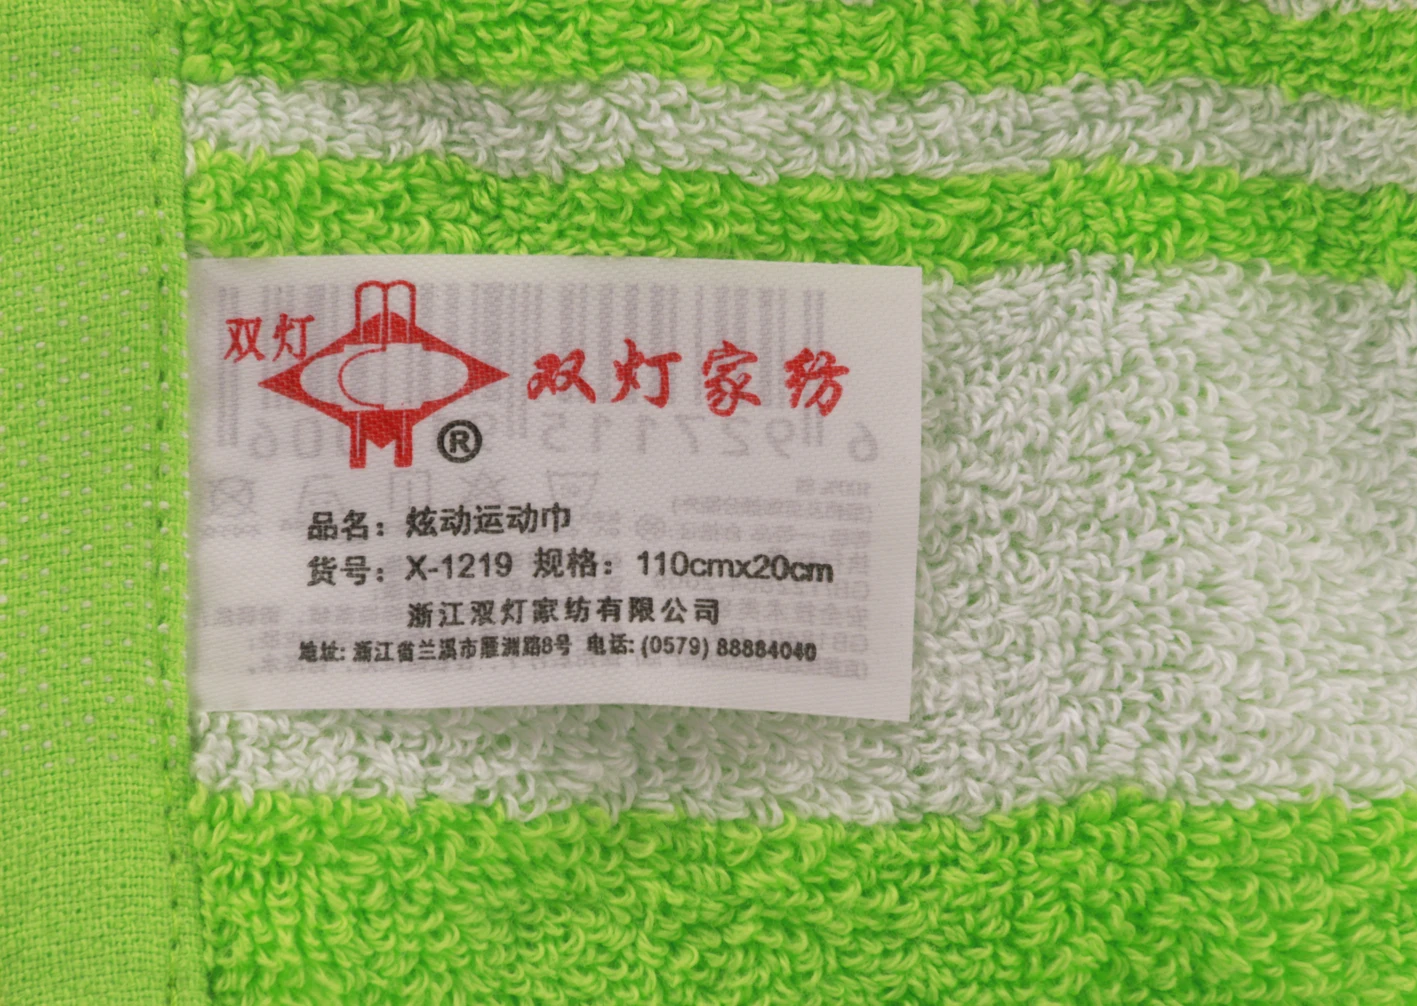 双灯
双灯家纺
®
品名：炫动运动巾
货号：X-1219 规格：110cmx20cm
浙江双灯家纺有限公司
地址：浙江省兰溪市雁洲路8号 电话：(0579) 88884040